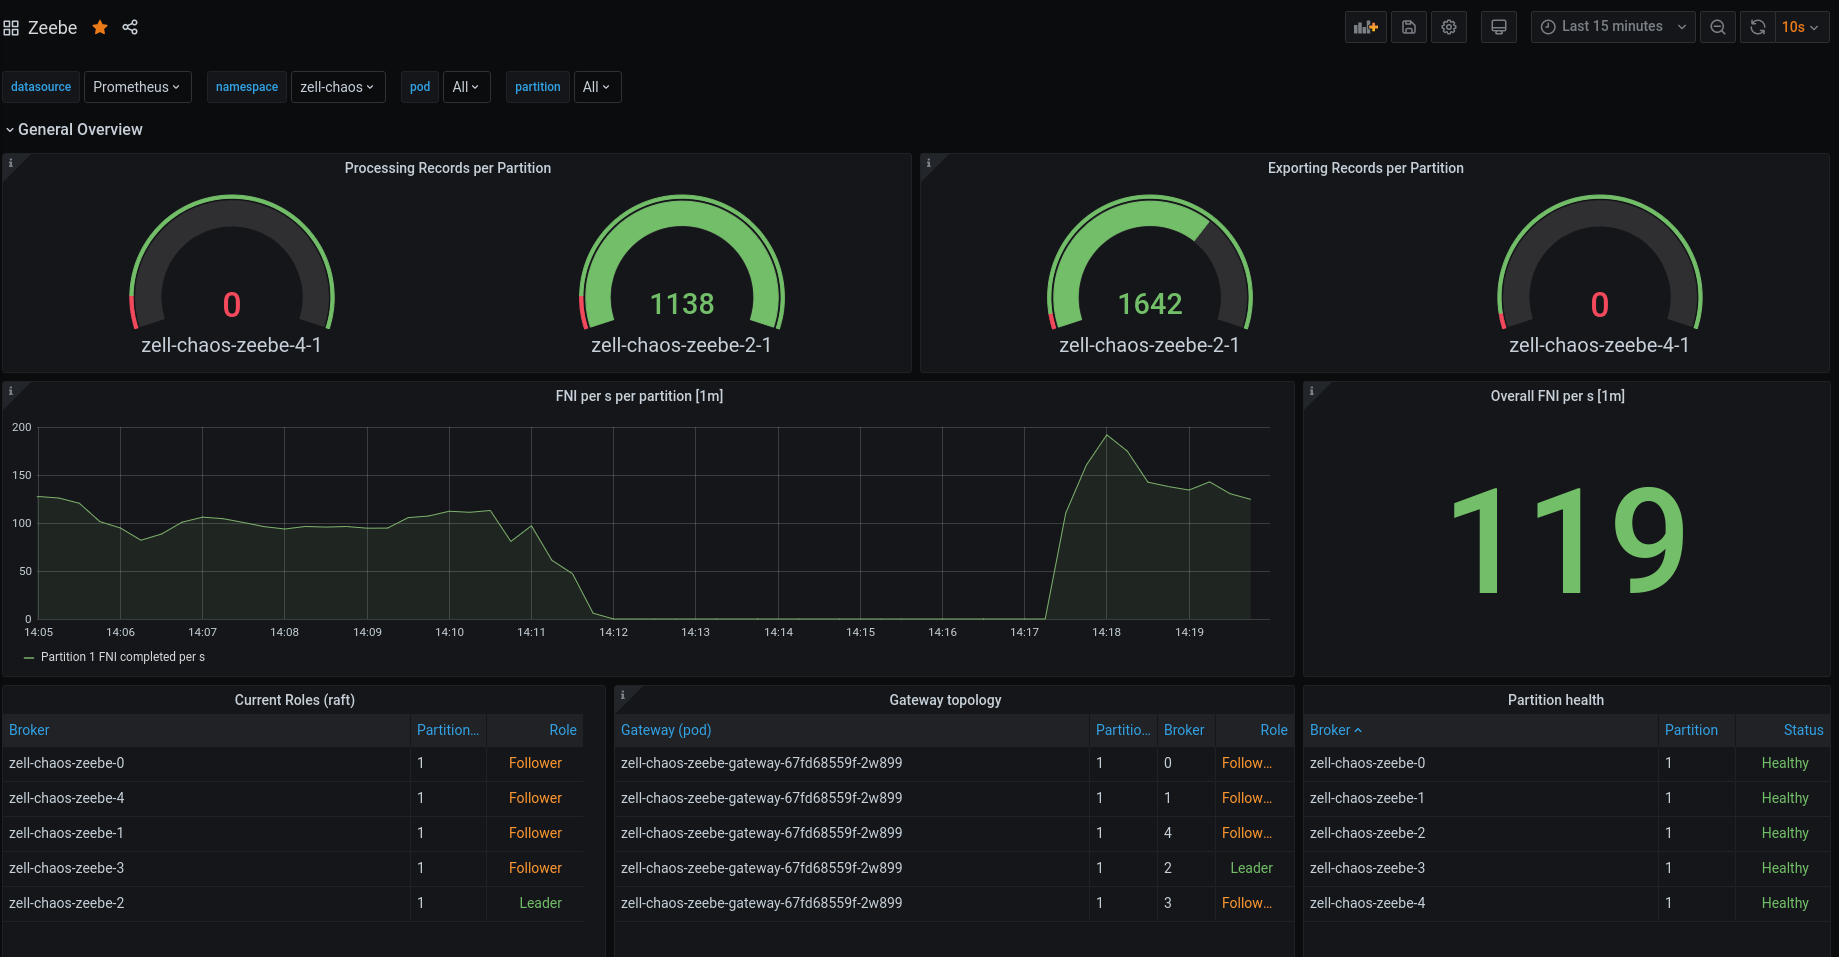 Zeebe
Last 15 minutes
10s
datasource Prometheus namespace zell-chaos pod All partition All
General Overview
Processing Records per Partition
0
zell-chaos-zeebe-4-1
1138
zell-chaos-zeebe-2-1
Exporting Records per Partition
1642
zell-chaos-zeebe-2-1
0
zell-chaos-zeebe-4-1
FNI per s per partition [1m]
200
150
100
50
0
14:05 14:06 14:07 14:08 14:09 14:10 14:11 14:12 14:13 14:14 14:15 14:16 14:17 14:18 14:19
Partition 1 FNI completed per s
Overall FNI per s [1m]
119
Current Roles (raft)
Broker Partition... Role
zell-chaos-zeebe-0 1 Follower
zell-chaos-zeebe-4 1 Follower
zell-chaos-zeebe-1 1 Follower
zell-chaos-zeebe-3 1 Follower
zell-chaos-zeebe-2 1 Leader
Gateway topology
Gateway (pod) Partitio... Broker Role
zell-chaos-zeebe-gateway-67fd68559f-2w899 1 0 Follow...
zell-chaos-zeebe-gateway-67fd68559f-2w899 1 1 Follow...
zell-chaos-zeebe-gateway-67fd68559f-2w899 1 4 Follow...
zell-chaos-zeebe-gateway-67fd68559f-2w899 1 2 Leader
zell-chaos-zeebe-gateway-67fd68559f-2w899 1 3 Follow...
Partition health
Broker Partition Status
zell-chaos-zeebe-0 1 Healthy
zell-chaos-zeebe-1 1 Healthy
zell-chaos-zeebe-2 1 Healthy
zell-chaos-zeebe-3 1 Healthy
zell-chaos-zeebe-4 1 Healthy